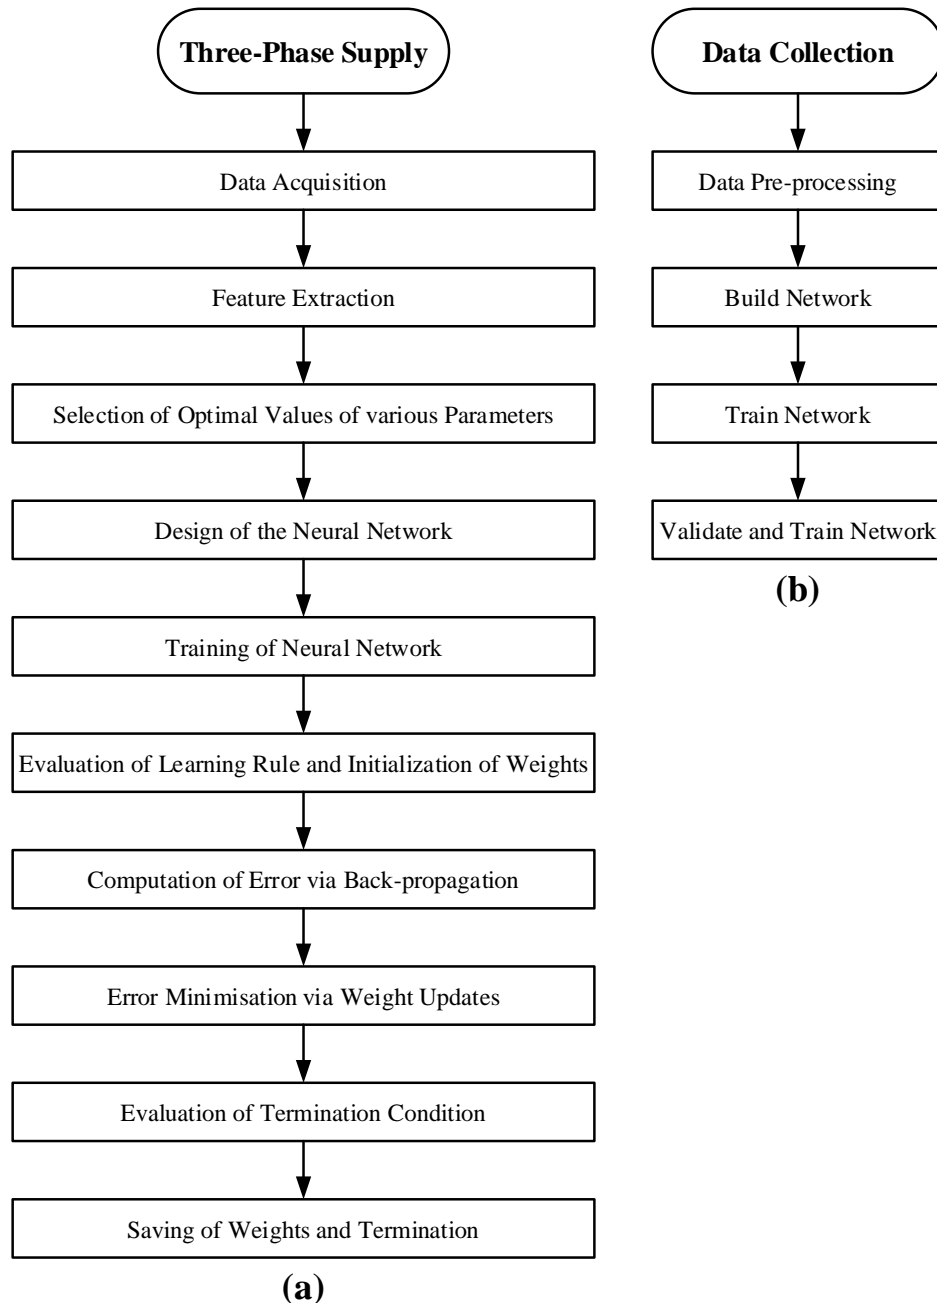 Three-Phase Supply
Data Acquisition
Feature Extraction
Selection of Optimal Values of various Parameters
Design of the Neural Network
Training of Neural Network
Evaluation of Learning Rule and Initialization of Weights
Computation of Error via Back-propagation
Error Minimisation via Weight Updates
Evaluation of Termination Condition
Saving of Weights and Termination
(a)
Data Collection
Data Pre-processing
Build Network
Train Network
Validate and Train Network
(b)